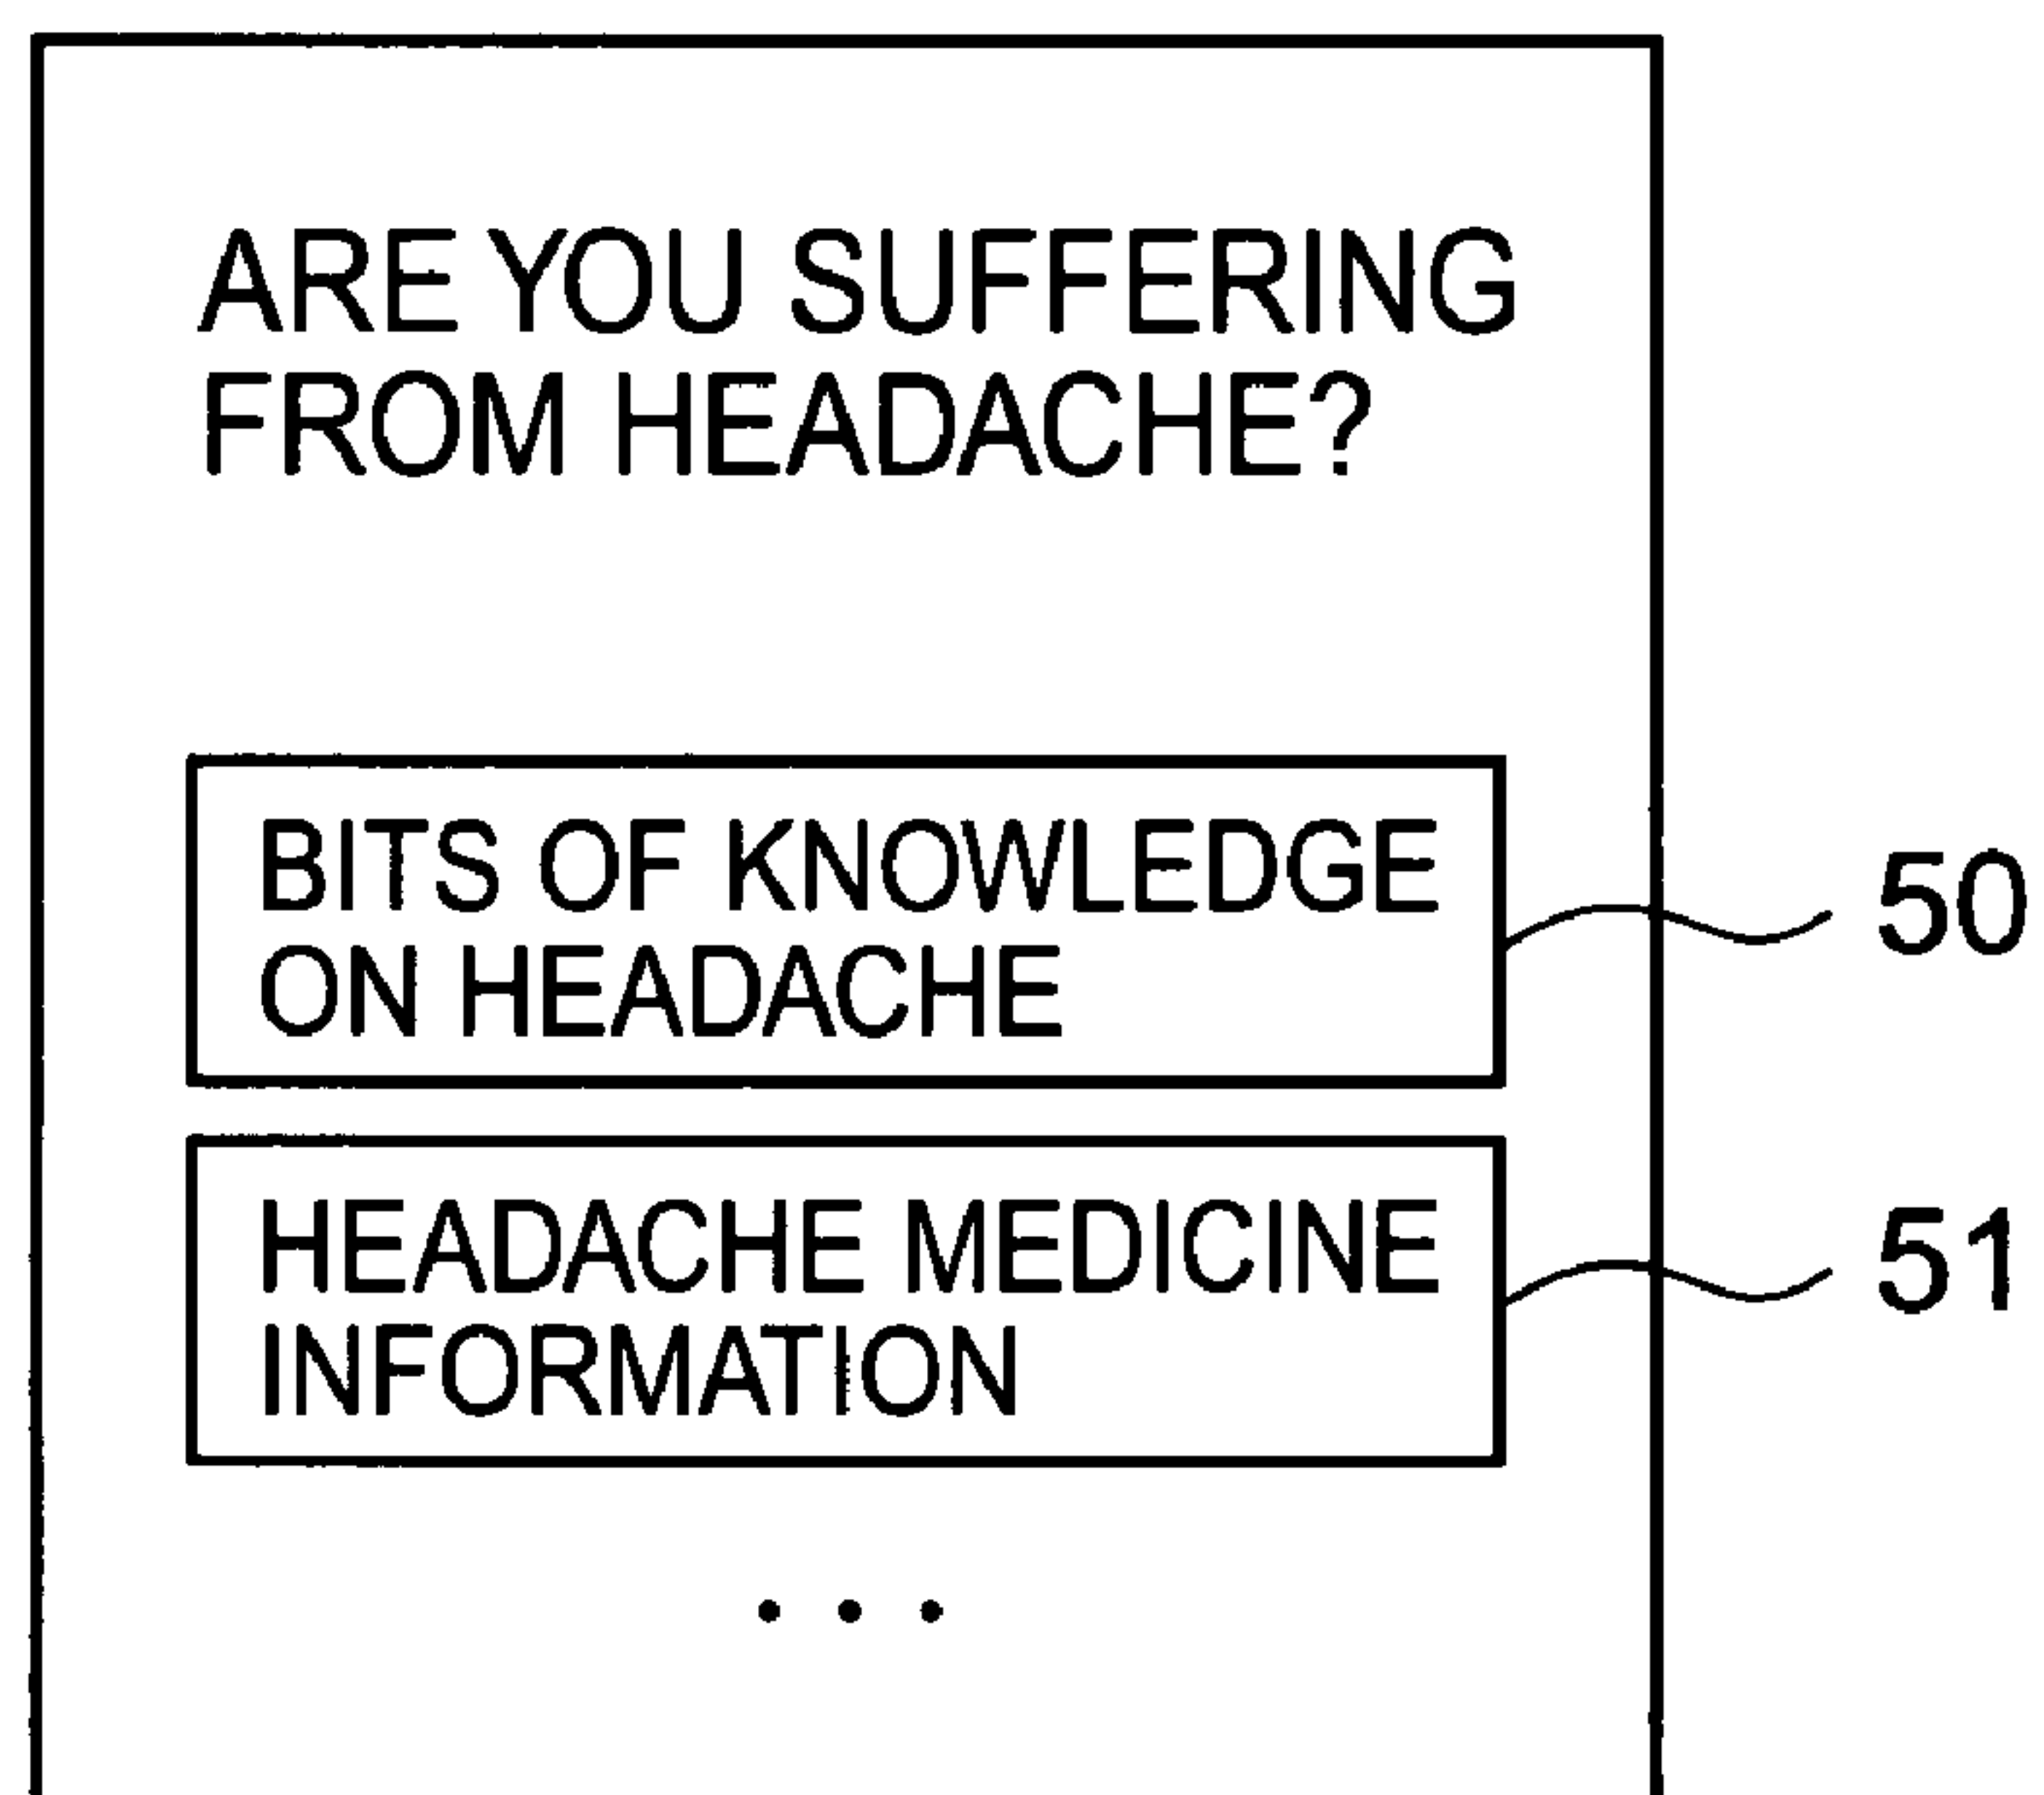 ARE YOU SUFFERING
FROM HEADACHE?
BITS OF KNOWLEDGE
ON HEADACHE
50
HEADACHE MEDICINE
INFORMATION
51
...